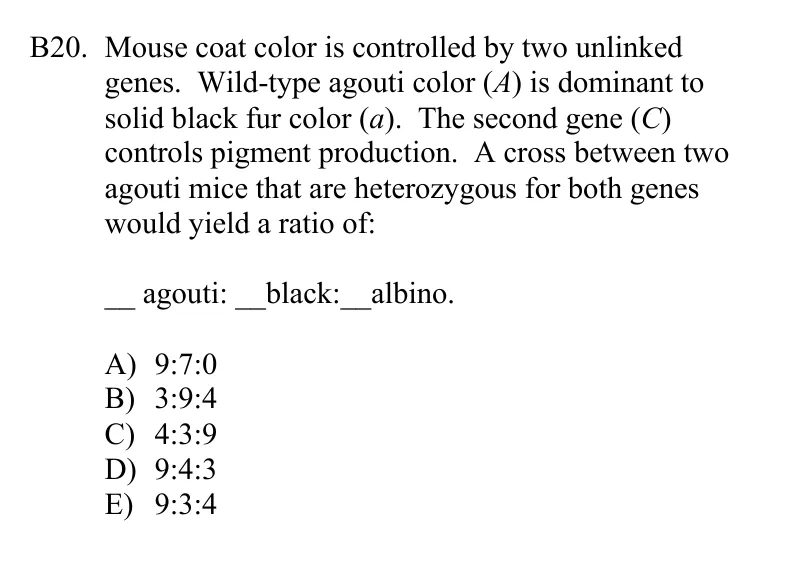 B20. Mouse coat color is controlled by two unlinked
genes. Wild-type agouti color (A) is dominant to
solid black fur color (a). The second gene (C)
controls pigment production. A cross between two
agouti mice that are heterozygous for both genes
would yield a ratio of:
__ agouti: __black:__albino.
A) 9:7:0
B) 3:9:4
C) 4:3:9
D) 9:4:3
E) 9:3:4